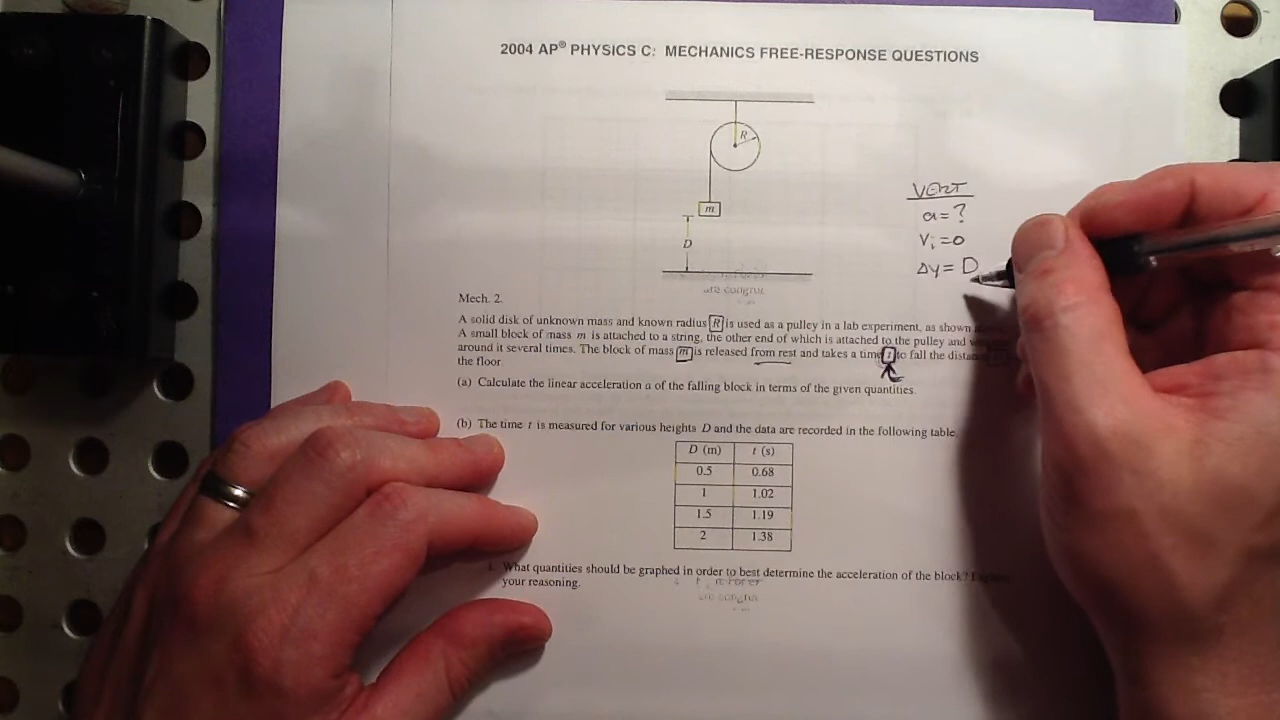 2004 AP® PHYSICS C: MECHANICS FREE-RESPONSE QUESTIONS
R
m
D
VERT
a = ?
Vi = 0
Δy = D
Mech. 2.
A solid disk of unknown mass and known radius R is used as a pulley in a lab experiment, as shown
A small block of mass m is attached to a string, the other end of which is attached to the pulley and
around it several times. The block of mass m is released from rest and takes a time t to fall the
the floor.
(a) Calculate the linear acceleration a of the falling block in terms of the given quantities.
(b) The time t is measured for various heights D and the data are recorded in the following table.
D (m) t (s)
0.5 0.68
1 1.02
1.5 1.19
2 1.38
What quantities should be graphed in order to best determine the acceleration of the block?
your reasoning.